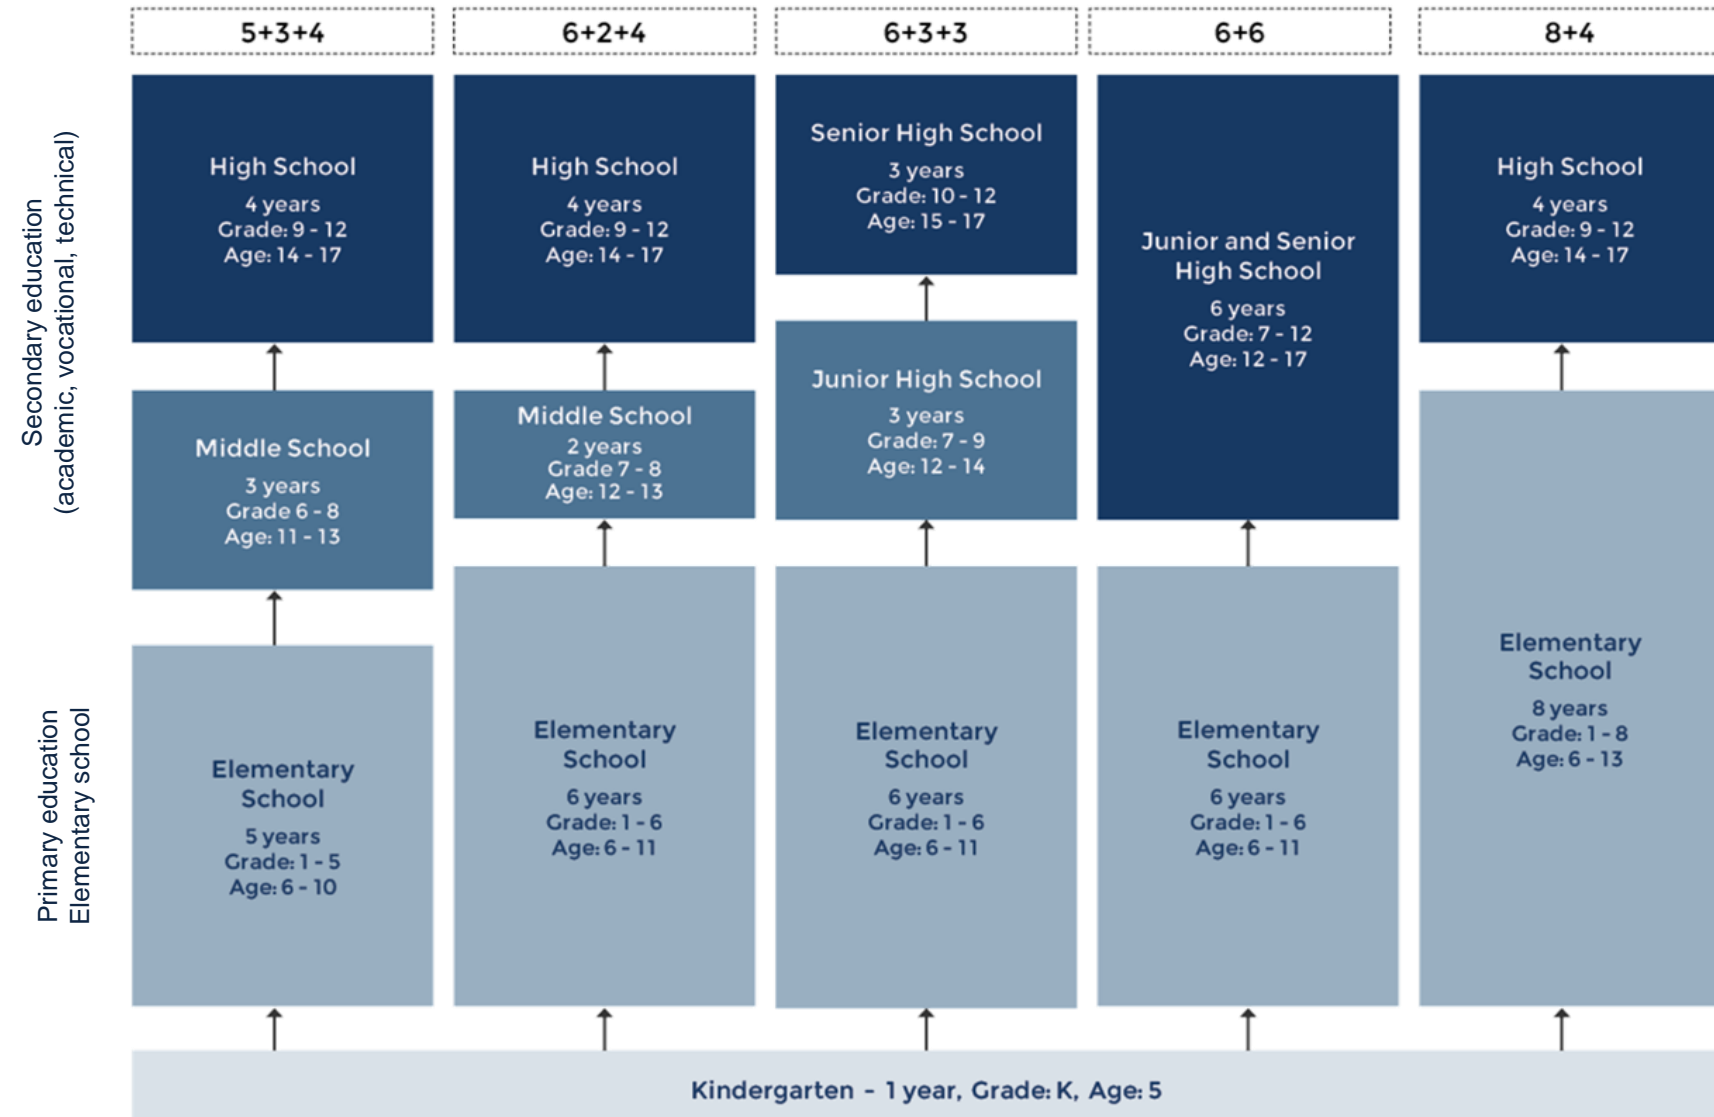 5+3+4
6+2+4
6+3+3
6+6
8+4
Secondary education
(academic, vocational, technical)
Primary education
Elementary school
High School
4 years
Grade: 9 - 12
Age: 14 - 17
Middle School
3 years
Grade 6 - 8
Age: 11 - 13
Elementary
School
5 years
Grade: 1 - 5
Age: 6 - 10
High School
4 years
Grade: 9 - 12
Age: 14 - 17
Middle School
2 years
Grade 7 - 8
Age: 12 - 13
Elementary
School
6 years
Grade: 1 - 6
Age: 6 - 11
Senior High School
3 years
Grade: 10 - 12
Age: 15 - 17
Junior High School
3 years
Grade: 7 - 9
Age: 12 - 14
Elementary
School
6 years
Grade: 1 - 6
Age: 6 - 11
Junior and Senior
High School
6 years
Grade: 7 - 12
Age: 12 - 17
Elementary
School
6 years
Grade: 1 - 6
Age: 6 - 11
High School
4 years
Grade: 9 - 12
Age: 14 - 17
Elementary
School
8 years
Grade: 1 - 8
Age: 6 - 13
Kindergarten - 1 year, Grade: K, Age: 5